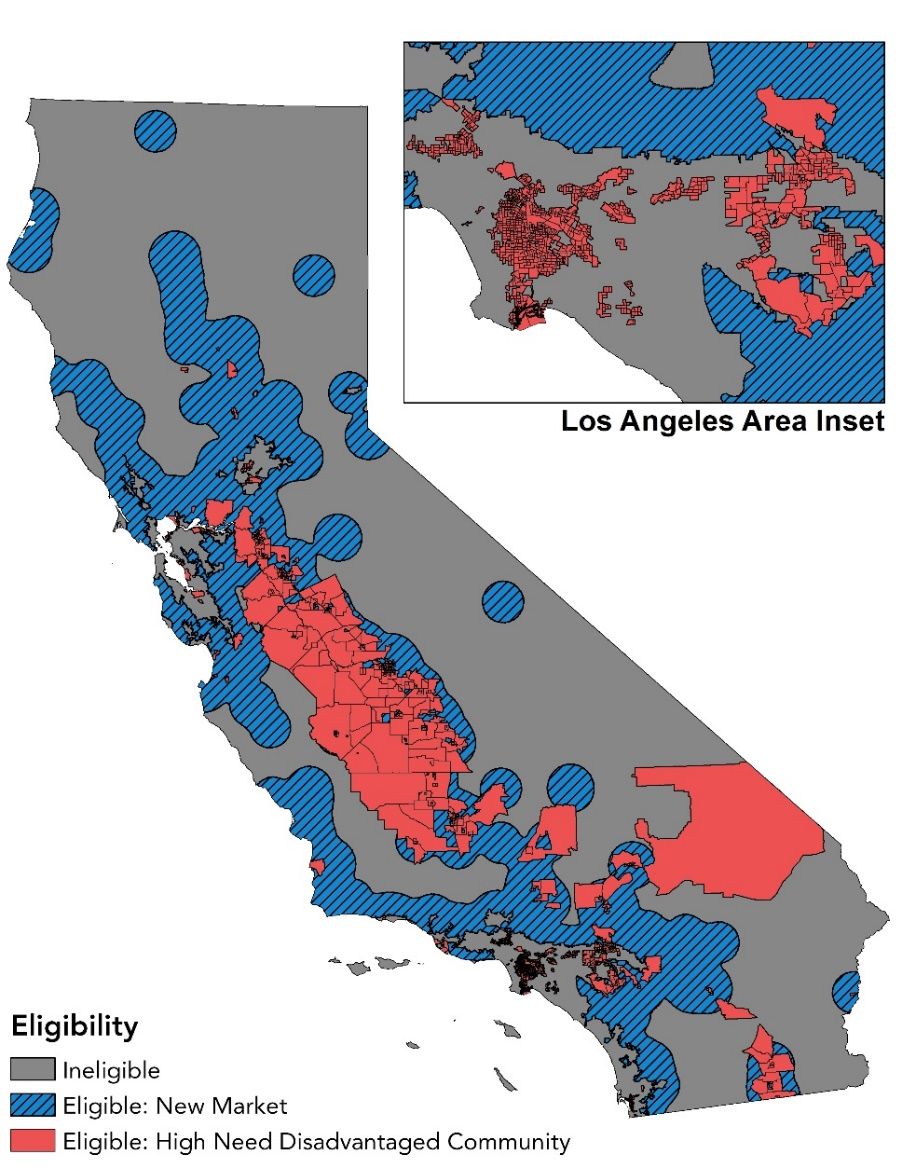 Los Angeles Area Inset
Eligibility
Ineligible
Eligible: New Market
Eligible: High Need Disadvantaged Community